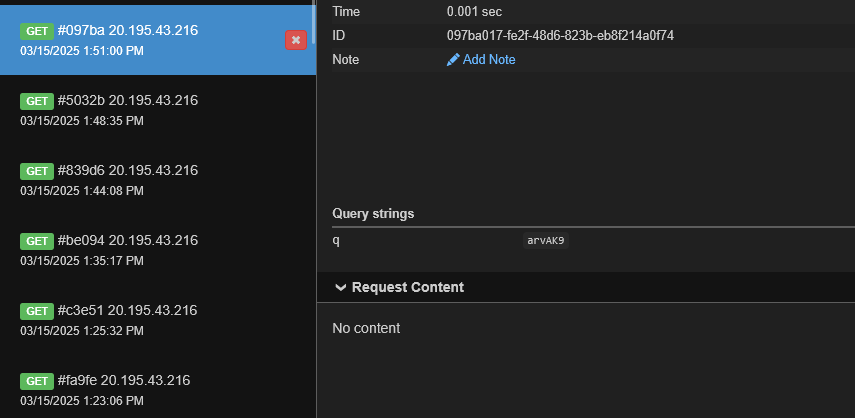 GET #097ba 20.195.43.216
03/15/2025 1:51:00 PM
GET #5032b 20.195.43.216
03/15/2025 1:48:35 PM
GET #839d6 20.195.43.216
03/15/2025 1:44:08 PM
GET #be094 20.195.43.216
03/15/2025 1:35:17 PM
GET #c3e51 20.195.43.216
03/15/2025 1:25:32 PM
GET #fa9fe 20.195.43.216
03/15/2025 1:23:06 PM
Time 0.001 sec
ID 097ba017-fe2f-48d6-823b-eb8f214a0f74
Note Add Note
Query strings
q arvAK9
Request Content
No content